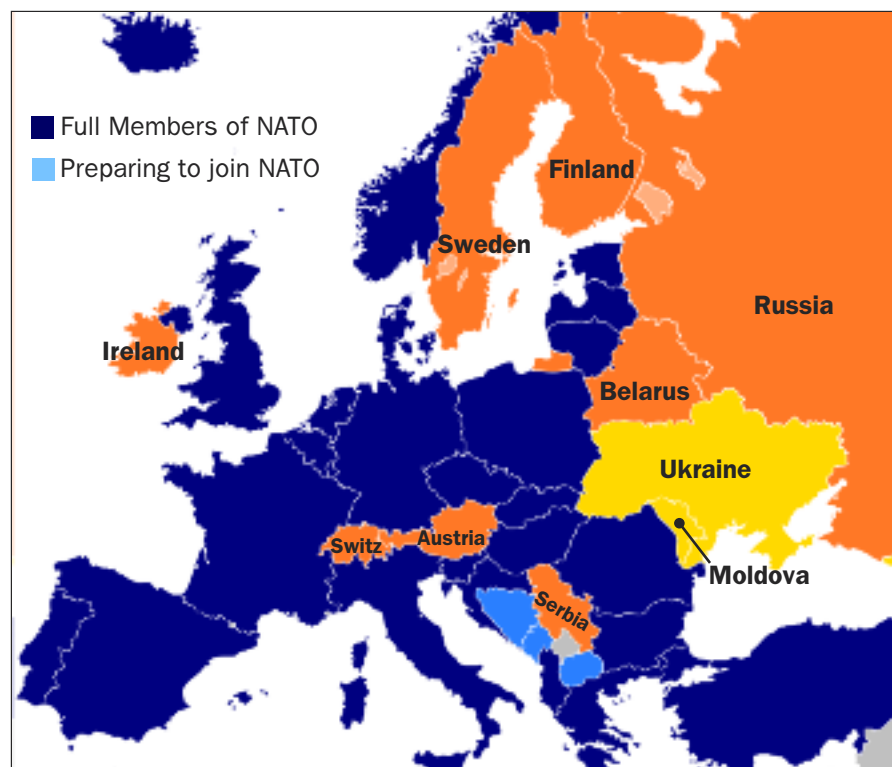 Full Members of NATO
Preparing to join NATO
Finland
Sweden
Russia
Ireland
Belarus
Ukraine
Austria
Switz
Moldova
Serbia